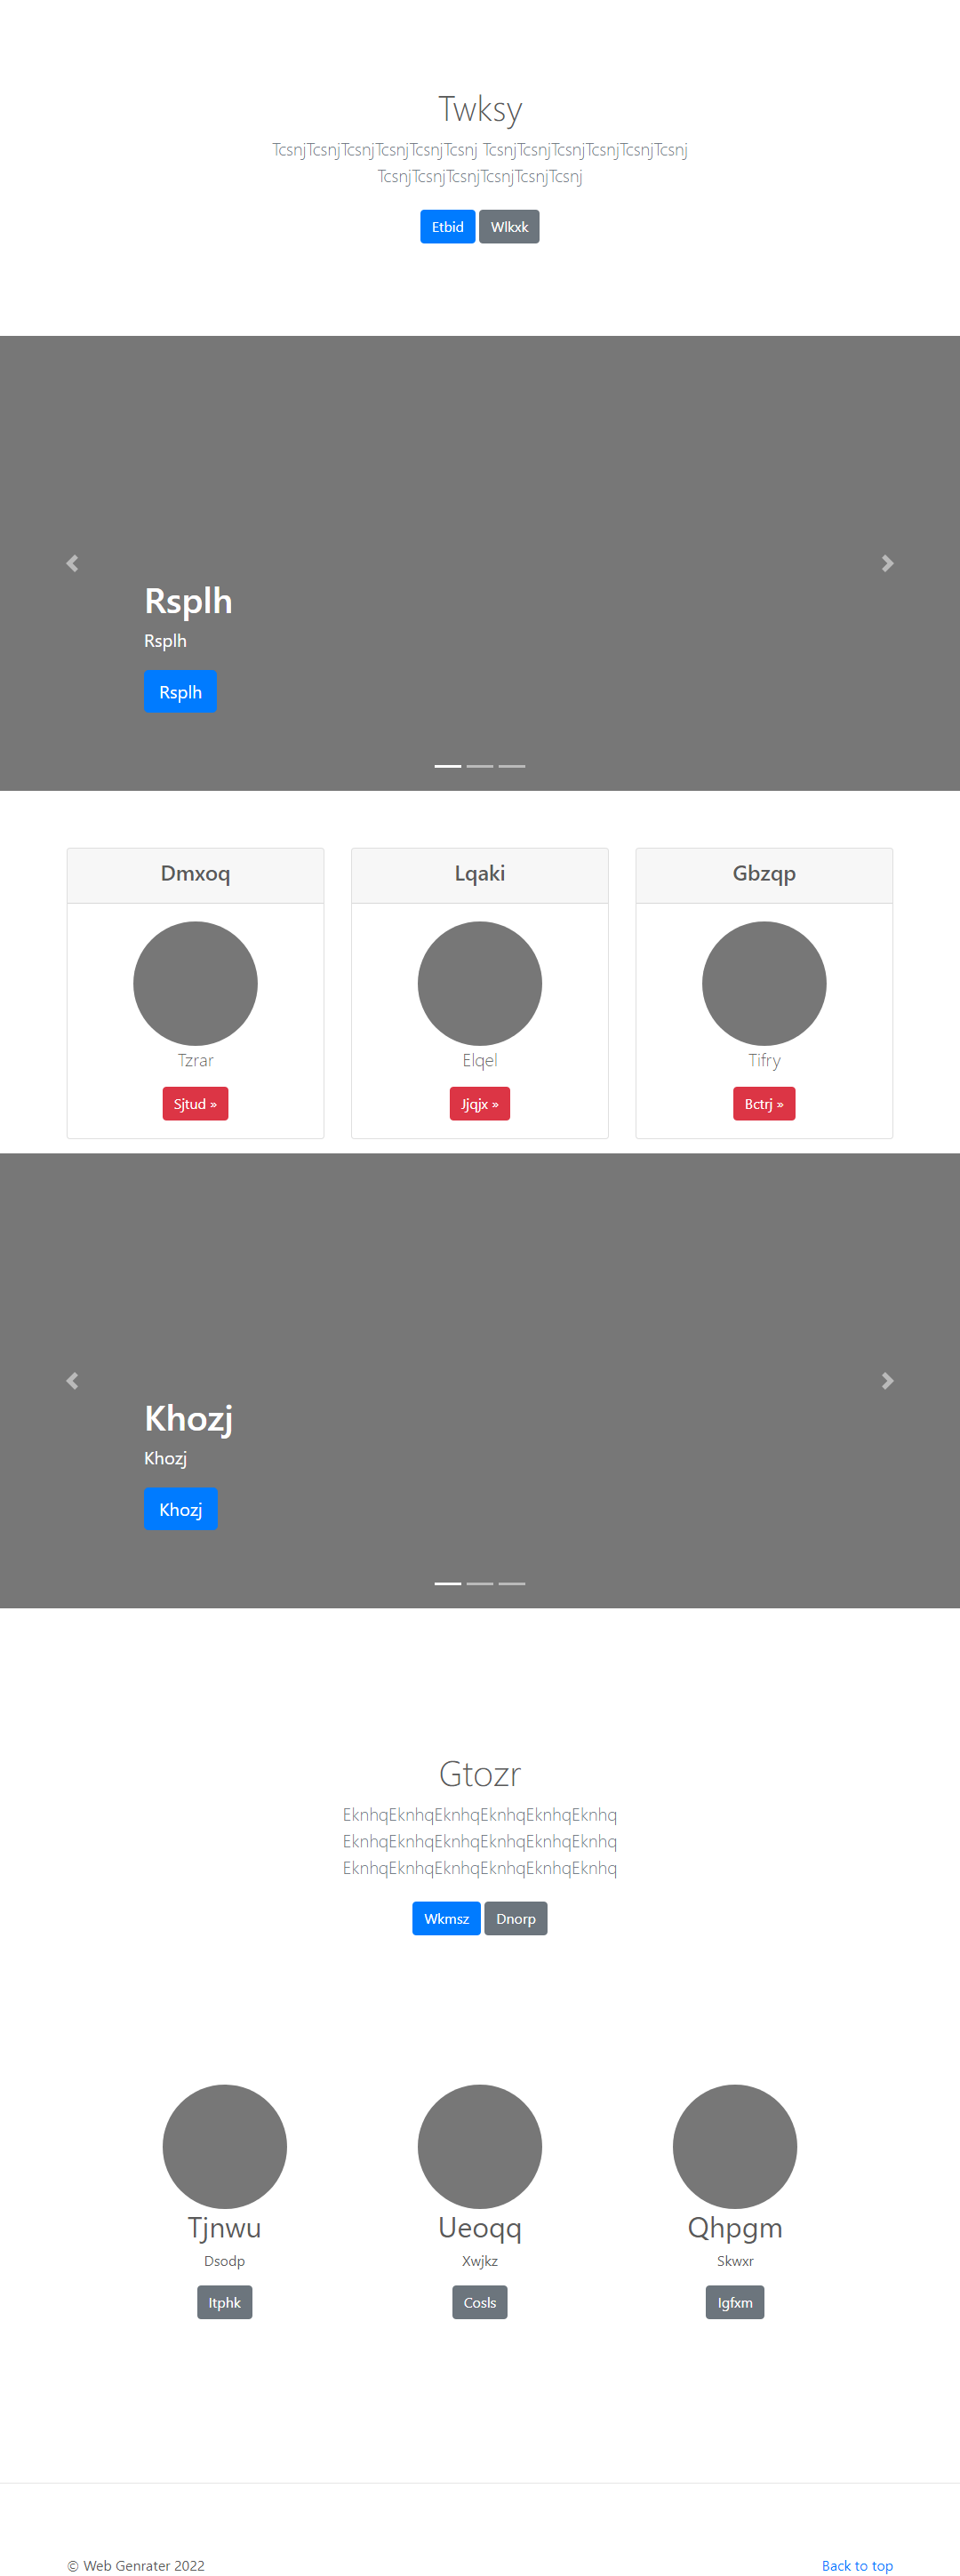 Twksy
TcsnjTcsnjTcsnjTcsnjTcsnjTcsnj TcsnjTcsnjTcsnjTcsnjTcsnjTcsnj
TcsnjTcsnjTcsnjTcsnjTcsnjTcsnj
Etbid Wlkxk
Rsplh
Rsplh
Rsplh
Dmxoq Lqaki Gbzqp
Tzrar Elqel Tifry
Sjtud » Jjqjx » Bctrj »
Khozj
Khozj
Khozj
Gtozr
EknhqEknhqEknhqEknhqEknhqEknhq
EknhqEknhqEknhqEknhqEknhqEknhq
EknhqEknhqEknhqEknhqEknhqEknhq
Wkmsz Dnorp
Tjnwu Ueoqq Qhpgm
Dsodp Xwjkz Skwxr
Itphk Cosls Igfxm
© Web Genrater 2022 Back to top